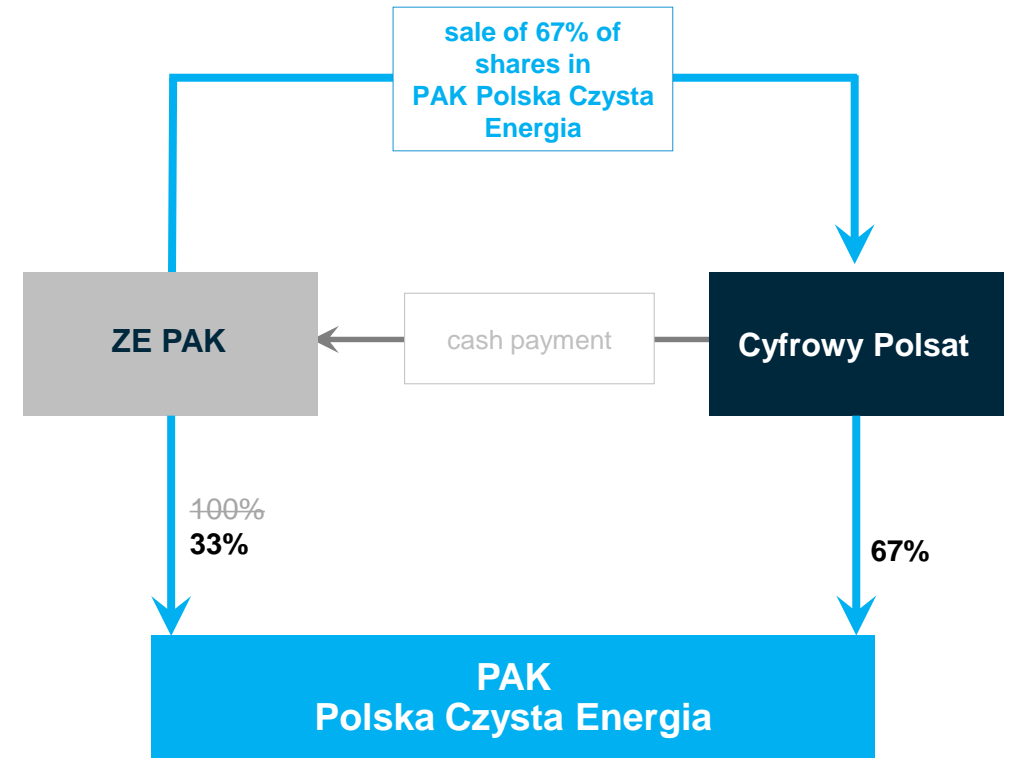 sale of 67% of
shares in
PAK Polska Czysta
Energia
ZE PAK
cash payment
Cyfrowy Polsat
100%
33%
67%
PAK
Polska Czysta Energia